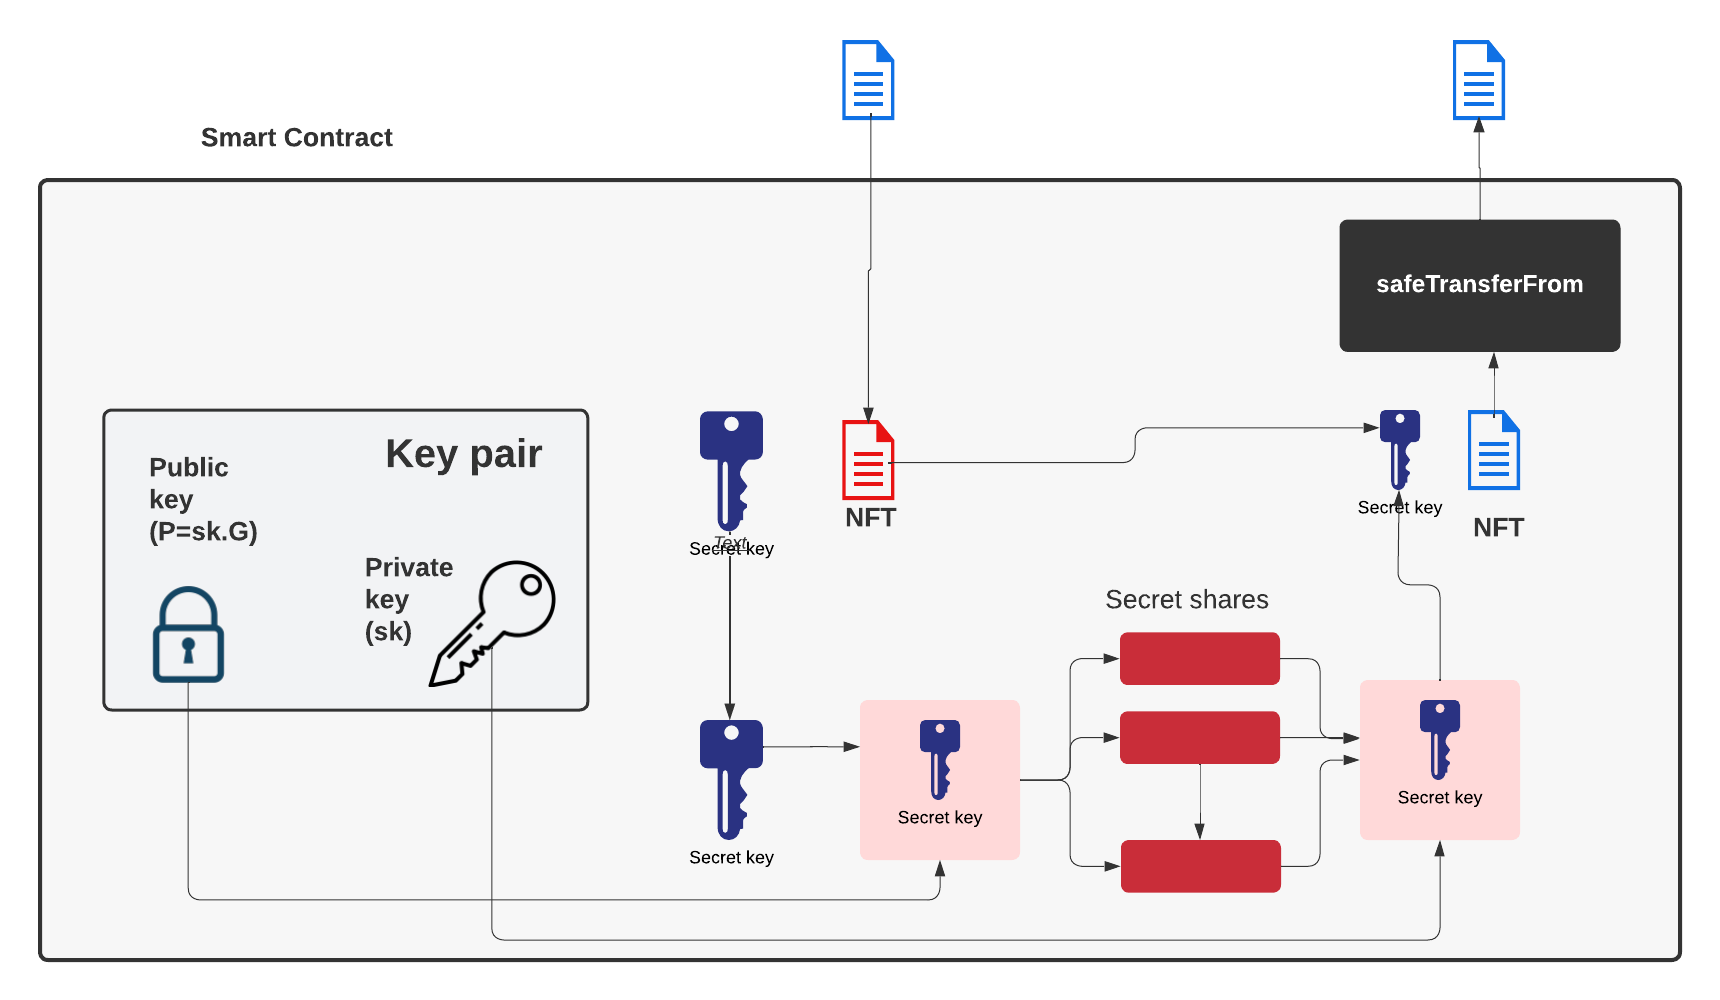 Smart Contract
safeTransferFrom
Key pair
Public
key
(P=sk.G)
Private
key
(sk)
Text
Secret key
NFT
Secret key
NFT
Secret shares
Secret key
Secret key
Secret key